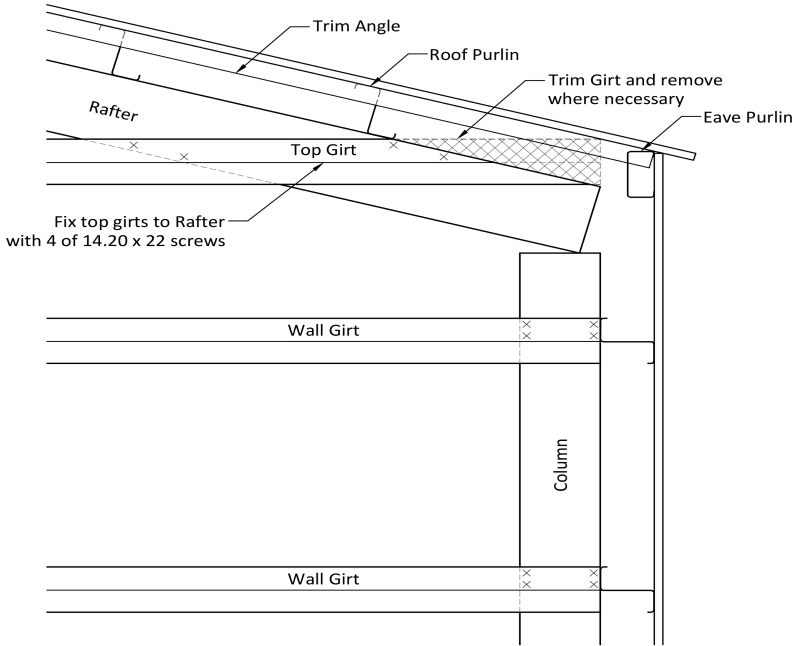 Trim Angle
Roof Purlin
Trim Girt and remove
where necessary
Eave Purlin
Rafter
Top Girt
Fix top girts to Rafter
with 4 of 14.20 x 22 screws
Wall Girt
Column
Wall Girt